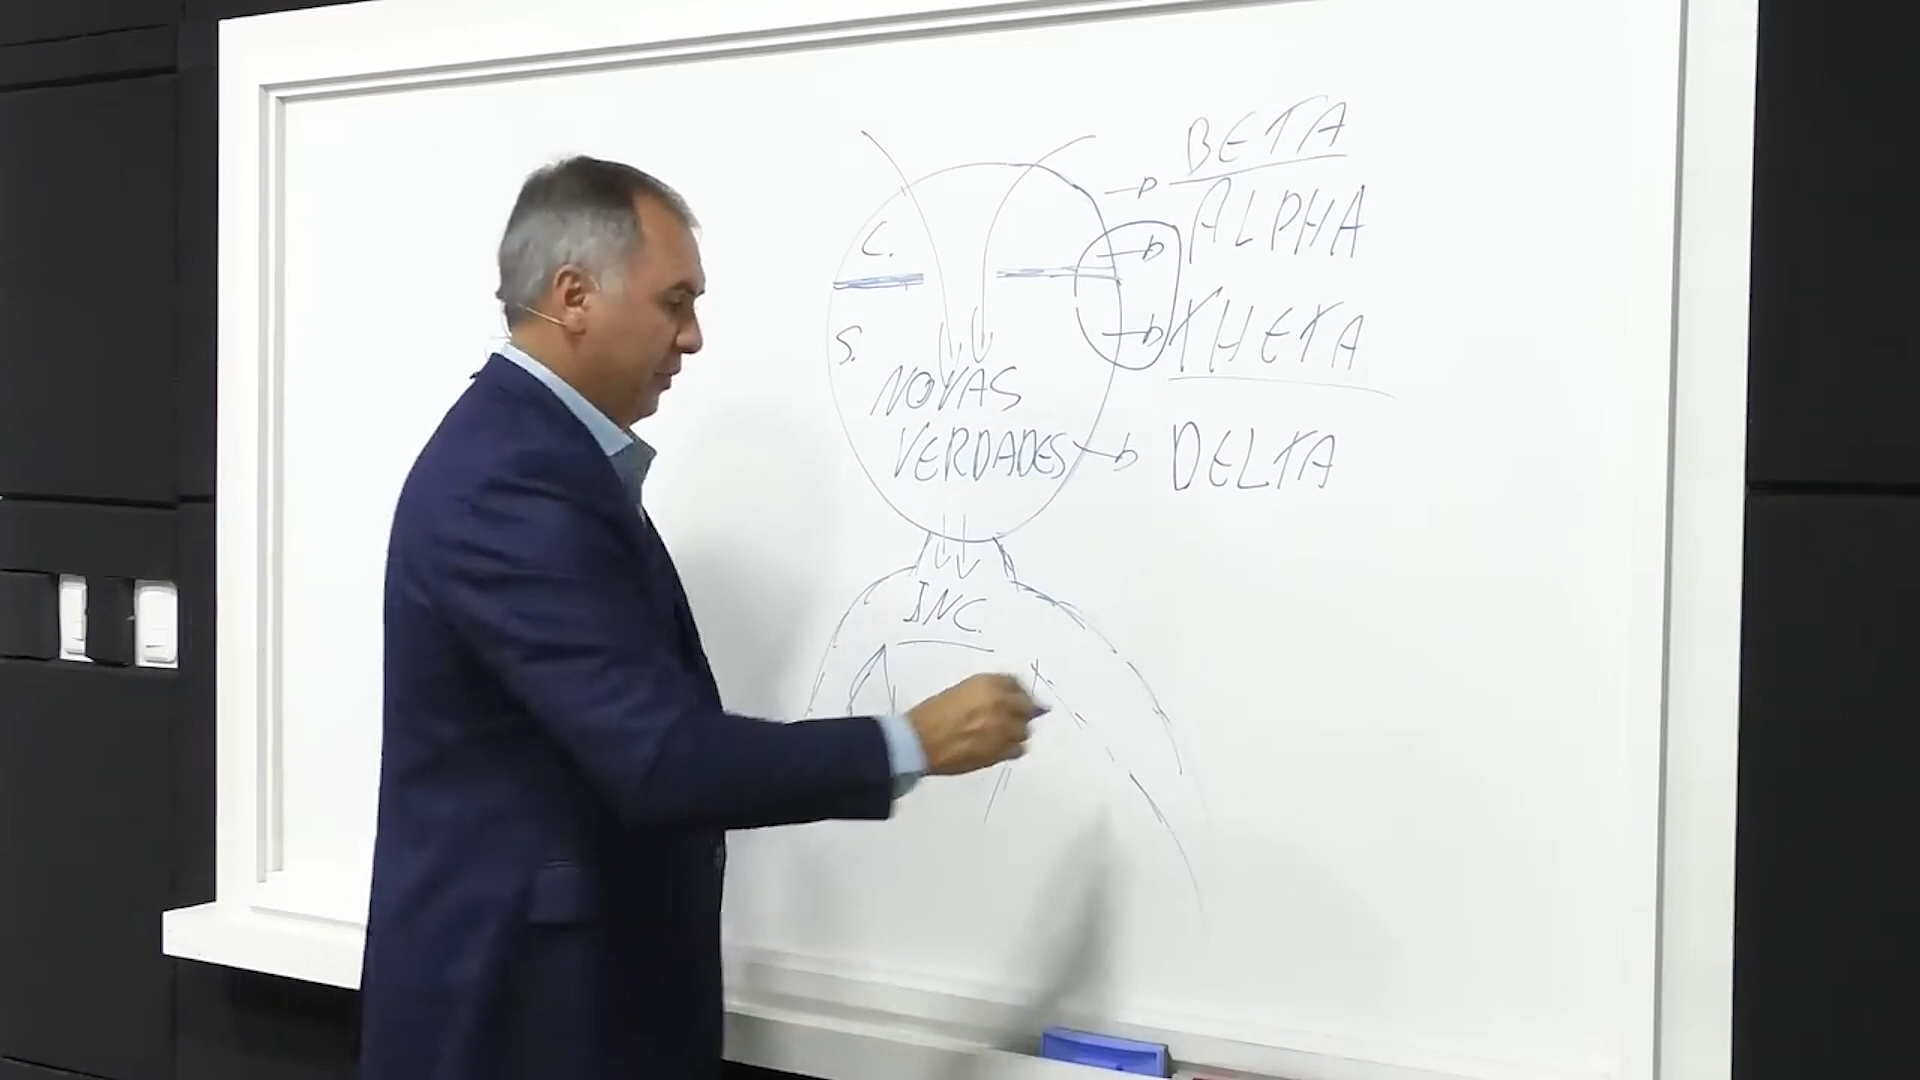 BETA
C. ALPHA
S. THETA
NOVAS
VERDADES DELTA
INC.